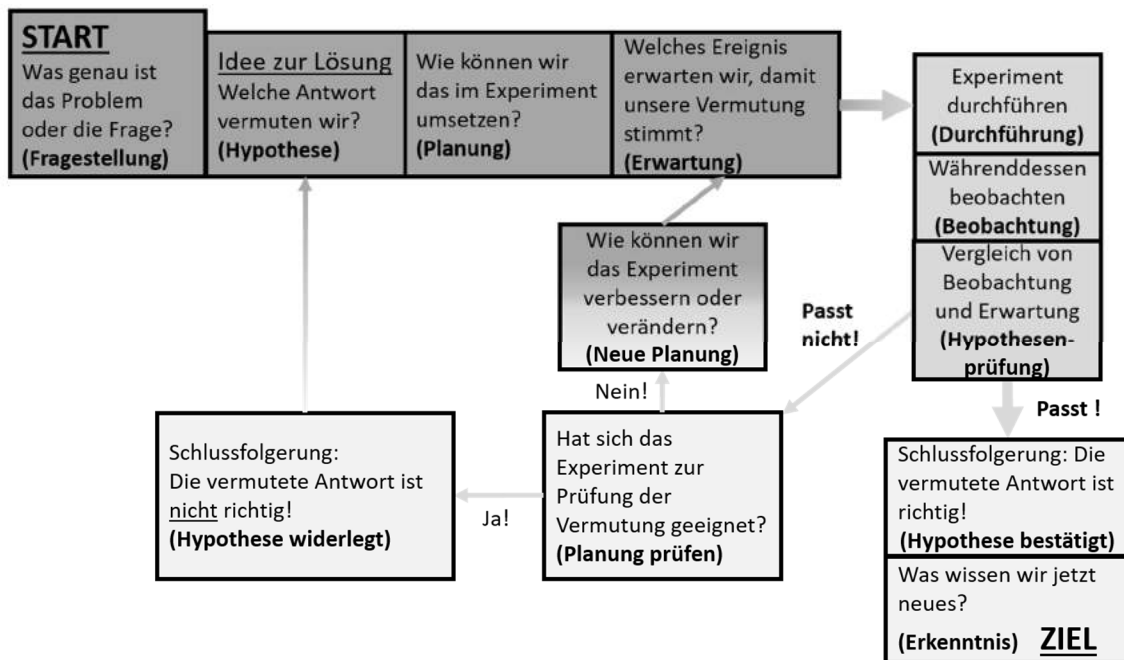 START
Was genau ist
das Problem
oder die Frage?
(Fragestellung)
Idee zur Lösung
Welche Antwort
vermuten wir?
(Hypothese)
Wie können wir
das im Experiment
umsetzen?
(Planung)
Welches Ereignis
erwarten wir, damit
unsere Vermutung
stimmt?
(Erwartung)
Experiment
durchführen
(Durchführung)
Währenddessen
beobachten
(Beobachtung)
Vergleich von
Beobachtung
und Erwartung
(Hypothesen-
prüfung)
Passt
nicht!
Passt !
Wie können wir
das Experiment
verbessern oder
verändern?
(Neue Planung)
Nein!
Hat sich das
Experiment zur
Prüfung der
Vermutung geeignet?
(Planung prüfen)
Ja!
Schlussfolgerung:
Die vermutete Antwort ist
nicht richtig!
(Hypothese widerlegt)
Schlussfolgerung: Die
vermutete Antwort ist
richtig!
(Hypothese bestätigt)
Was wissen wir jetzt
neues?
(Erkenntnis) ZIEL